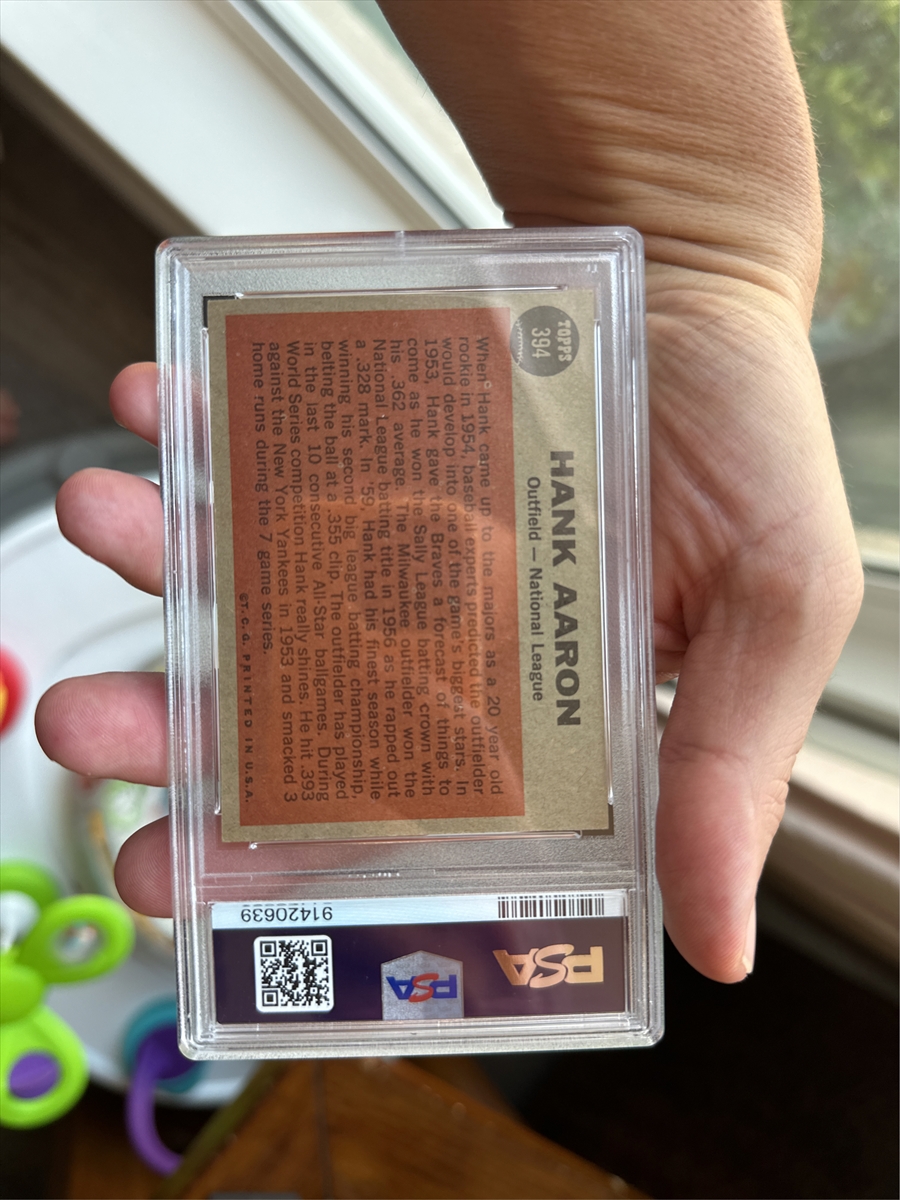 TOPPS
394
HANK AARON
Outfield — National League
When Hank came up to the majors as a 20 year old
rookie in 1954, baseball experts predicted the outfielder
would develop into one of the game's biggest stars. In
1953, Hank gave the Braves a forecast of things to
come as he won the Sally League batting crown with
his .362 average. The Milwaukee outfielder won the
National League batting title in 1956 as he rapped out
a .328 mark. In '59, Hank had his finest season while
winning his second big league batting championship,
belting the ball at a .355 clip. The outfielder has played
in the last 10 consecutive All-Star ballgames. During
World Series competition Hank really shines. He hit .393
against the New York Yankees in 1953 and smacked 3
home runs during the 7 game series.
©T.C.G. PRINTED IN U.S.A.
91420639
PSA
PSA